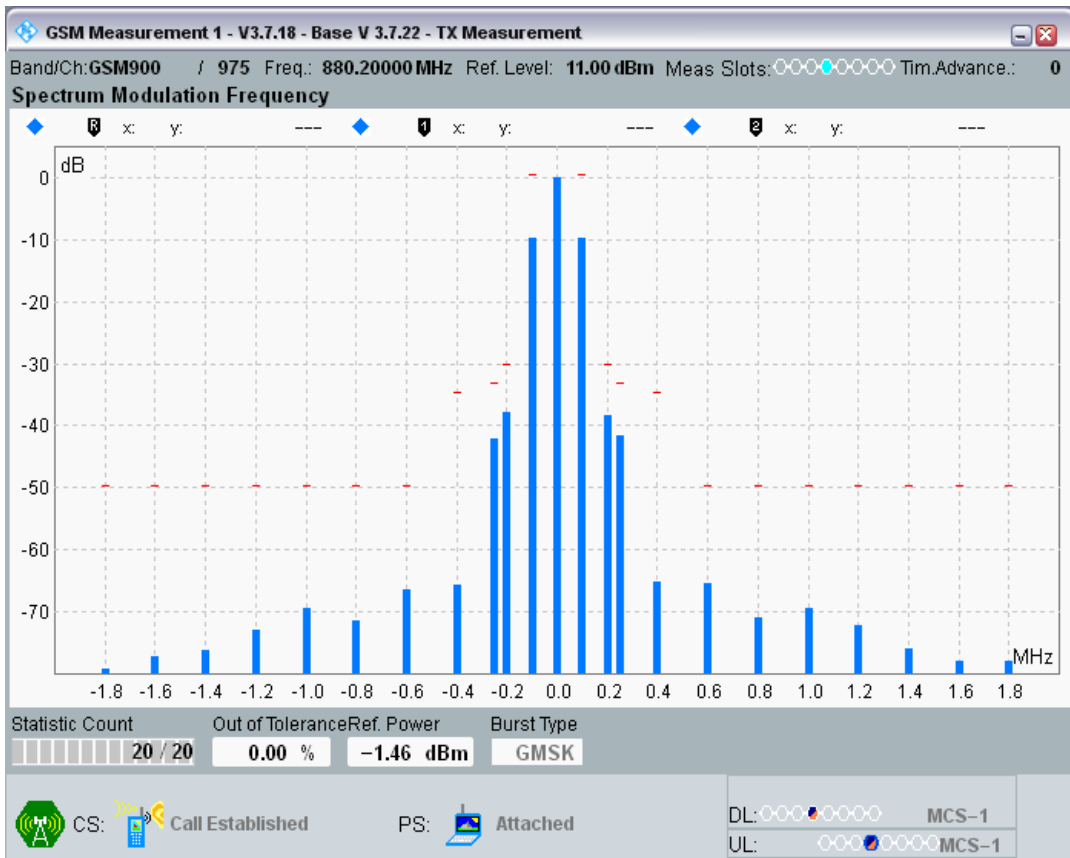 GSM Measurement 1 - V3.7.18 - Base V 3.7.22 - TX Measurement
Band/Ch:GSM900 / 975 Freq.: 880.20000 MHz Ref. Level: 11.00 dBm Meas Slots: Tim.Advance.: 0
Spectrum Modulation Frequency
R x: y: --- 1 x: y: --- 2 x: y: ---
dB
0
-10
-20
-30
-40
-50
-60
-70
MHz
-1.8 -1.6 -1.4 -1.2 -1.0 -0.8 -0.6 -0.4 -0.2 0.0 0.2 0.4 0.6 0.8 1.0 1.2 1.4 1.6 1.8
Statistic Count Out of Tolerance Ref. Power Burst Type
20 / 20 0.00 % −1.46 dBm GMSK
CS: Call Established PS: Attached
DL: MCS−1
UL: MCS−1